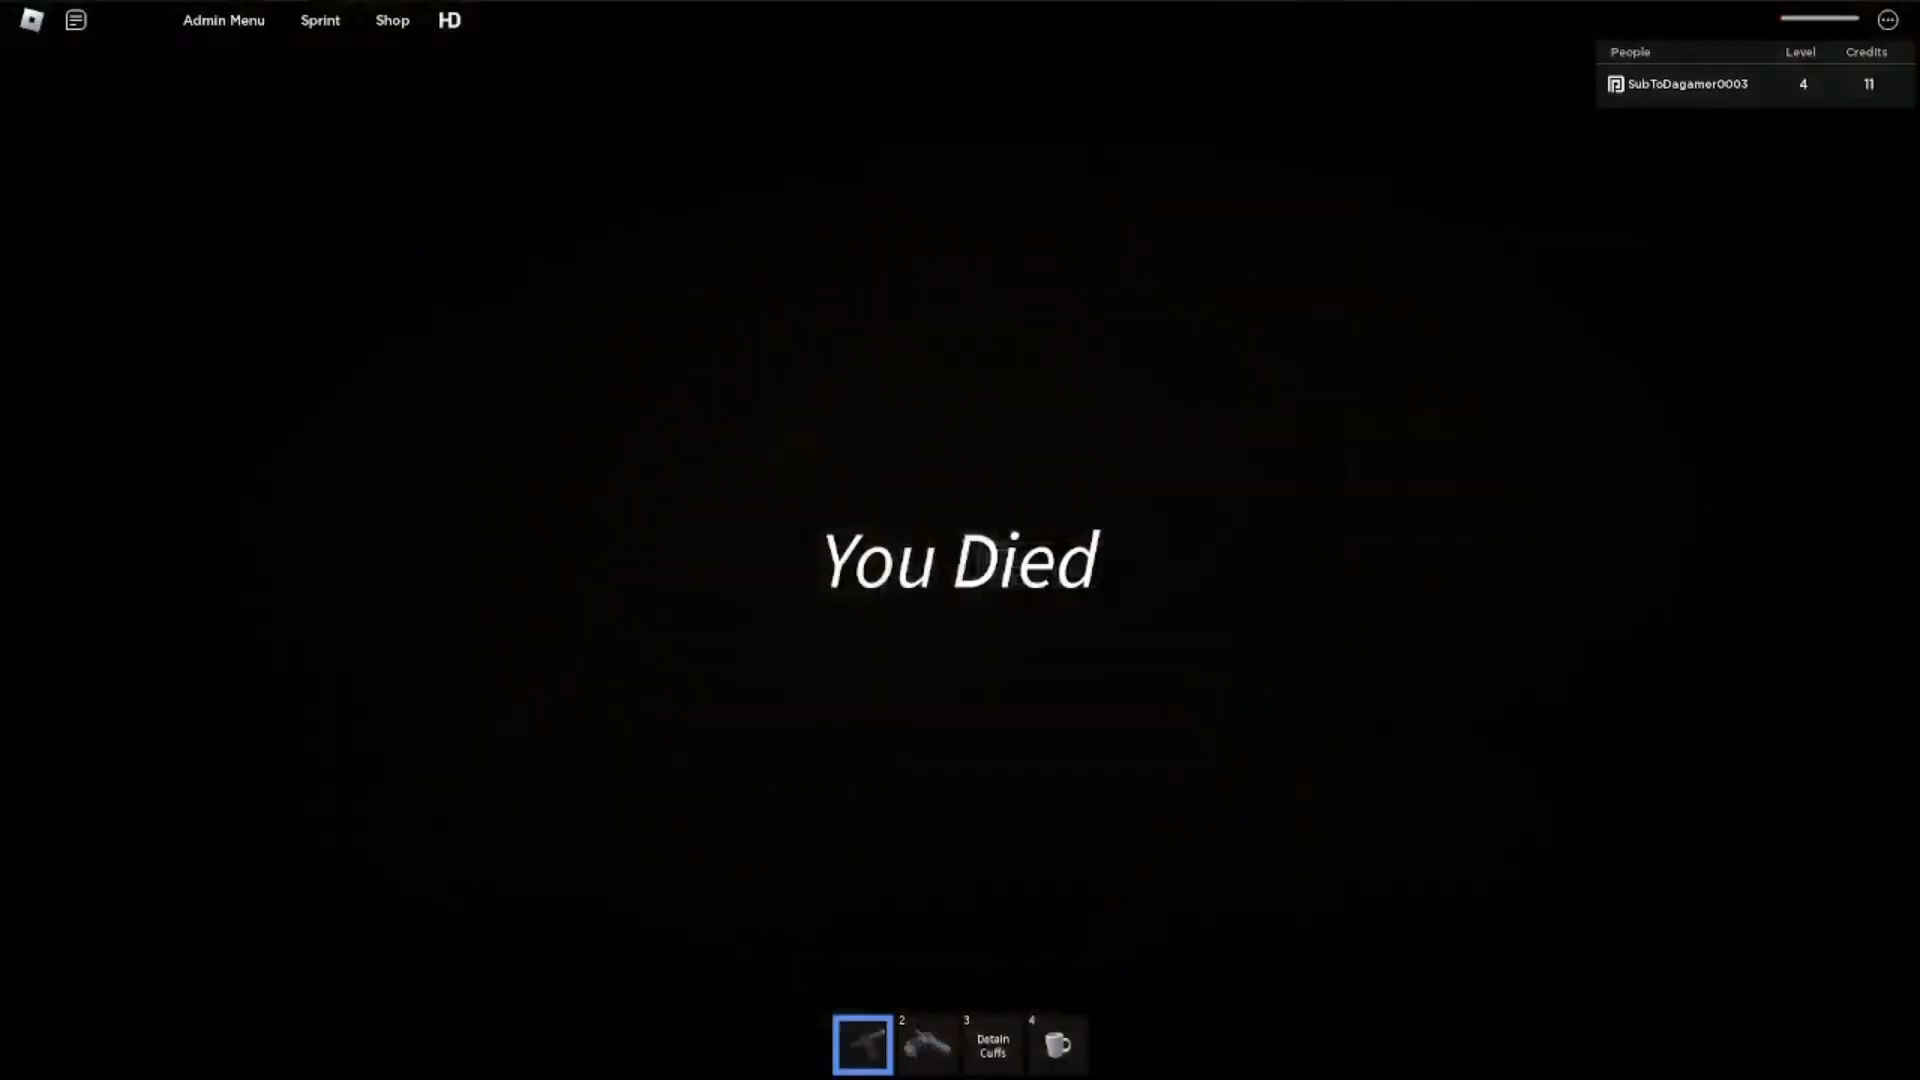 Admin Menu Sprint Shop HD
People Level Credits
SubToDagamer0003 4 11
You Died
2 3 4
Detain
Cuffs